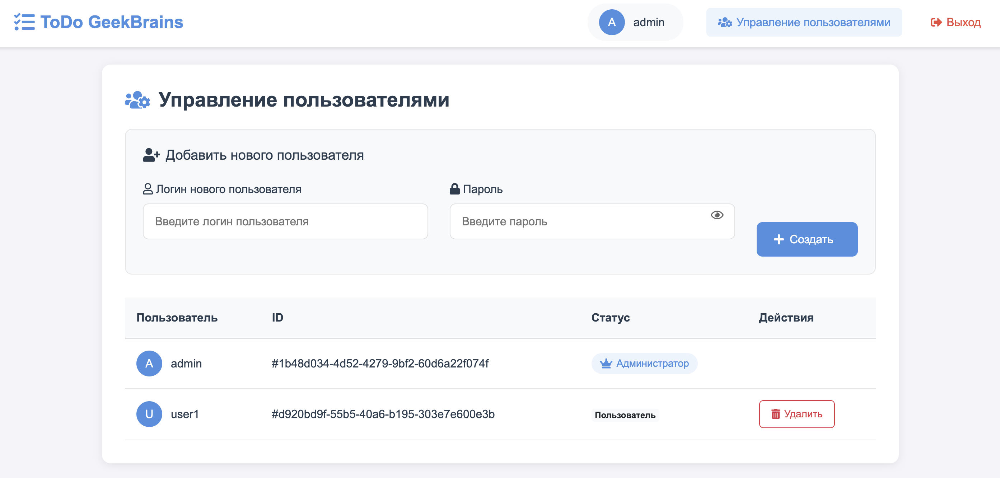 ToDo GeekBrains
A admin
Управление пользователями
Выход
Управление пользователями
Добавить нового пользователя
Логин нового пользователя
Пароль
Введите логин пользователя
Введите пароль
Создать
Пользователь ID Статус Действия
A admin #1b48d034-4d52-4279-9bf2-60d6a22f074f Администратор
U user1 #d920bd9f-55b5-40a6-b195-303e7e600e3b Пользователь Удалить